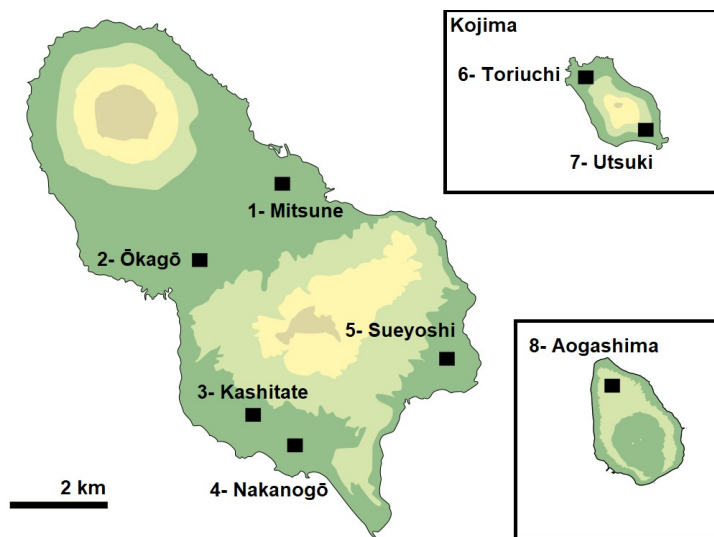 Kojima
6- Toriuchi
7- Utsuki
1- Mitsune
2- Ōkagō
5- Sueyoshi
8- Aogashima
3- Kashitate
4- Nakanogō
2 km